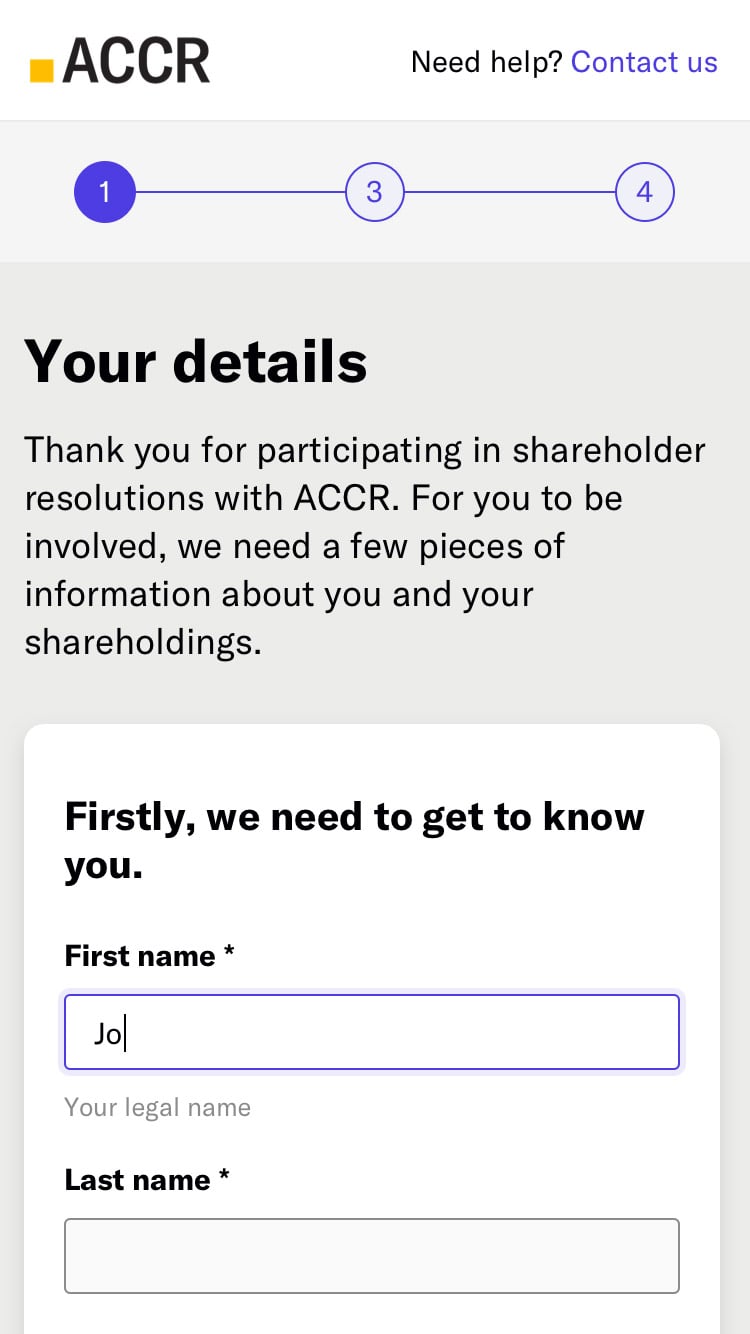 ACCR
Need help? Contact us
1 3 4
Your details
Thank you for participating in shareholder
resolutions with ACCR. For you to be
involved, we need a few pieces of
information about you and your
shareholdings.
Firstly, we need to get to know
you.
First name *
Jo
Your legal name
Last name *